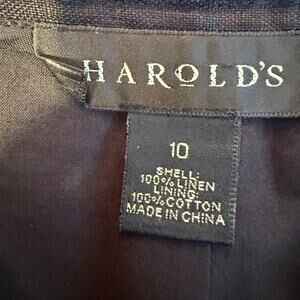 HAROLD'S
10
SHELL:
100% LINEN
LINING:
100% COTTON
MADE IN CHINA